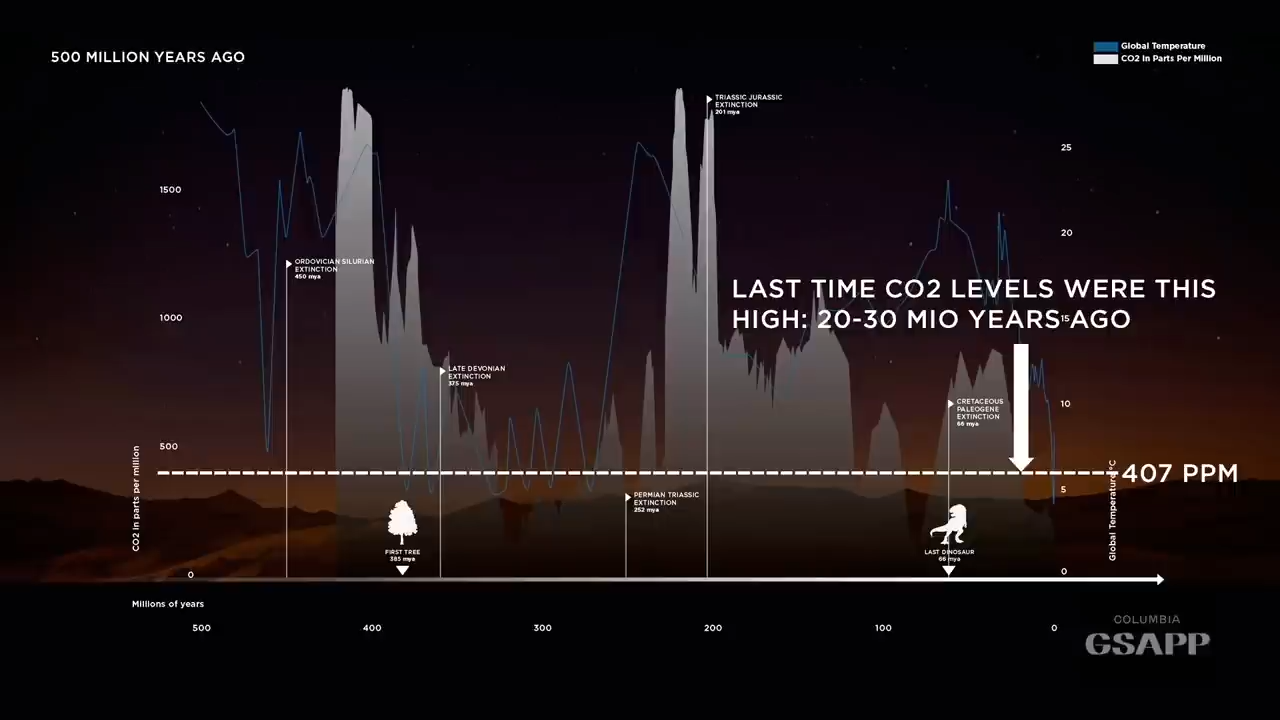 500 MILLION YEARS AGO
Global Temperature
CO2 In Parts Per Million
TRIASSIC JURASSIC
EXTINCTION
201 mya
25
1500
20
ORDOVICIAN SILURIAN
EXTINCTION
450 mya
LAST TIME CO2 LEVELS WERE THIS
HIGH: 20-30 MIO YEARS AGO
1000
15
LATE DEVONIAN
EXTINCTION
375 mya
CRETACEOUS
PALEOGENE
EXTINCTION
66 mya
10
500
407 PPM
5
CO2 in parts per million
Global Temperature °C
PERMIAN TRIASSIC
EXTINCTION
252 mya
FIRST TREE
385 mya
LAST DINOSAUR
66 mya
0
0
Millions of years
500
400
300
200
100
0
COLUMBIA
GSAPP